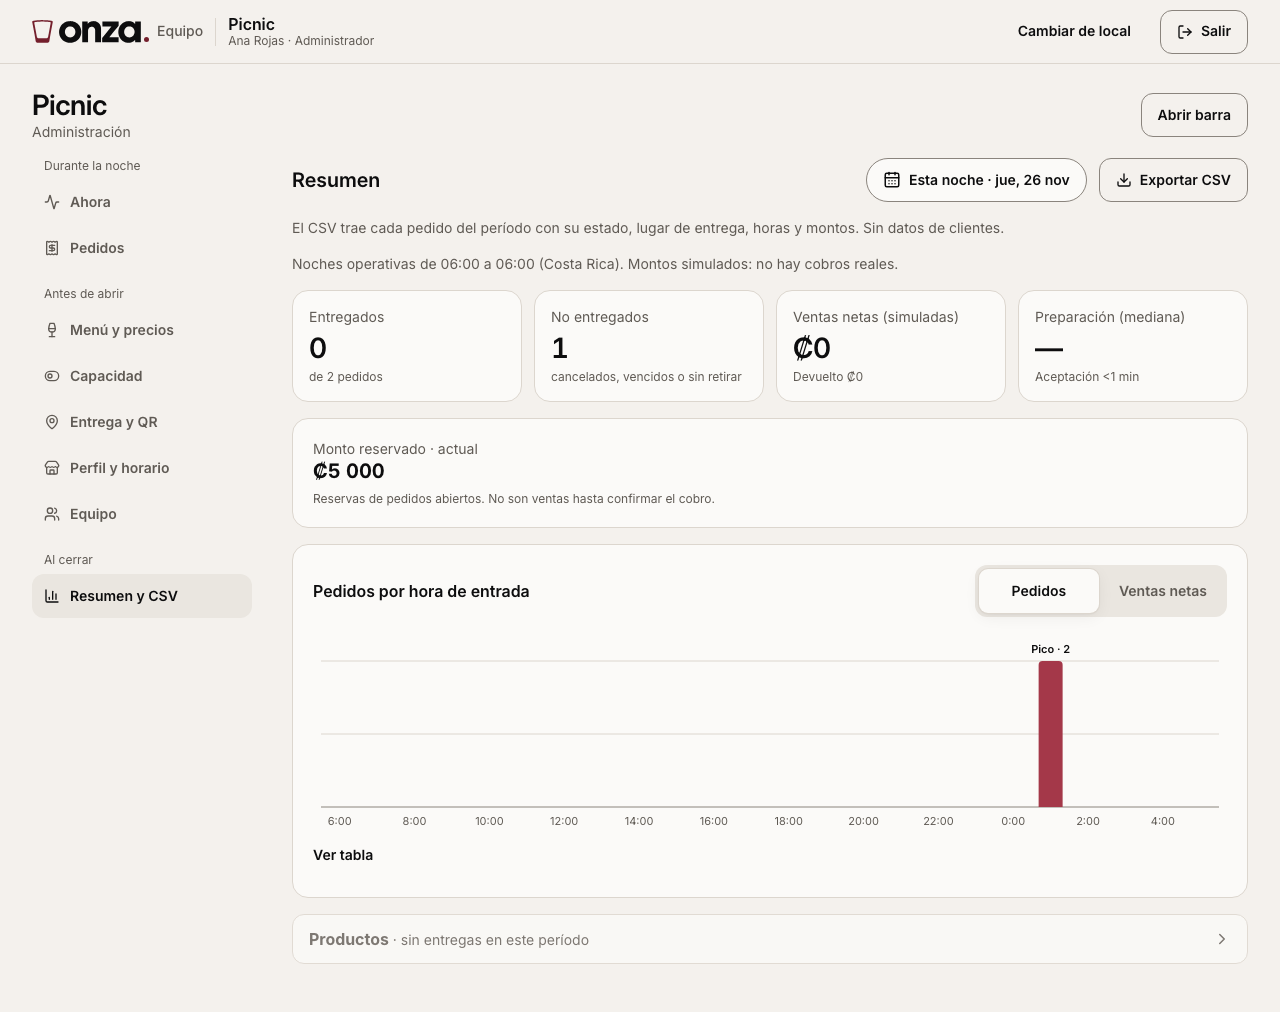 onza. Equipo
Picnic
Ana Rojas · Administrador
Cambiar de local
Salir
Picnic
Administración
Abrir barra
Durante la noche
Ahora
Pedidos
Antes de abrir
Menú y precios
Capacidad
Entrega y QR
Perfil y horario
Equipo
Al cerrar
Resumen y CSV
Resumen
Esta noche · jue, 26 nov
Exportar CSV
El CSV trae cada pedido del período con su estado, lugar de entrega, horas y montos. Sin datos de clientes.
Noches operativas de 06:00 a 06:00 (Costa Rica). Montos simulados: no hay cobros reales.
Entregados
0
de 2 pedidos
No entregados
1
cancelados, vencidos o sin retirar
Ventas netas (simuladas)
₡0
Devuelto ₡0
Preparación (mediana)
—
Aceptación <1 min
Monto reservado · actual
₡5 000
Reservas de pedidos abiertos. No son ventas hasta confirmar el cobro.
Pedidos por hora de entrada
Pedidos
Ventas netas
Pico · 2
6:00 8:00 10:00 12:00 14:00 16:00 18:00 20:00 22:00 0:00 2:00 4:00
Ver tabla
Productos · sin entregas en este período